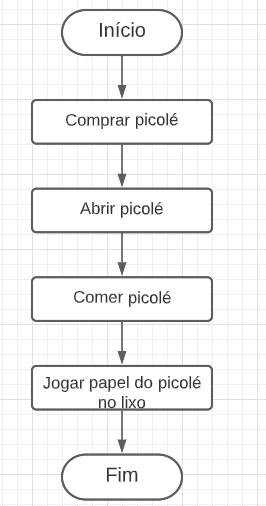 Início
Comprar picolé
Abrir picolé
Comer picolé
Jogar papel do picolé
no lixo
Fim